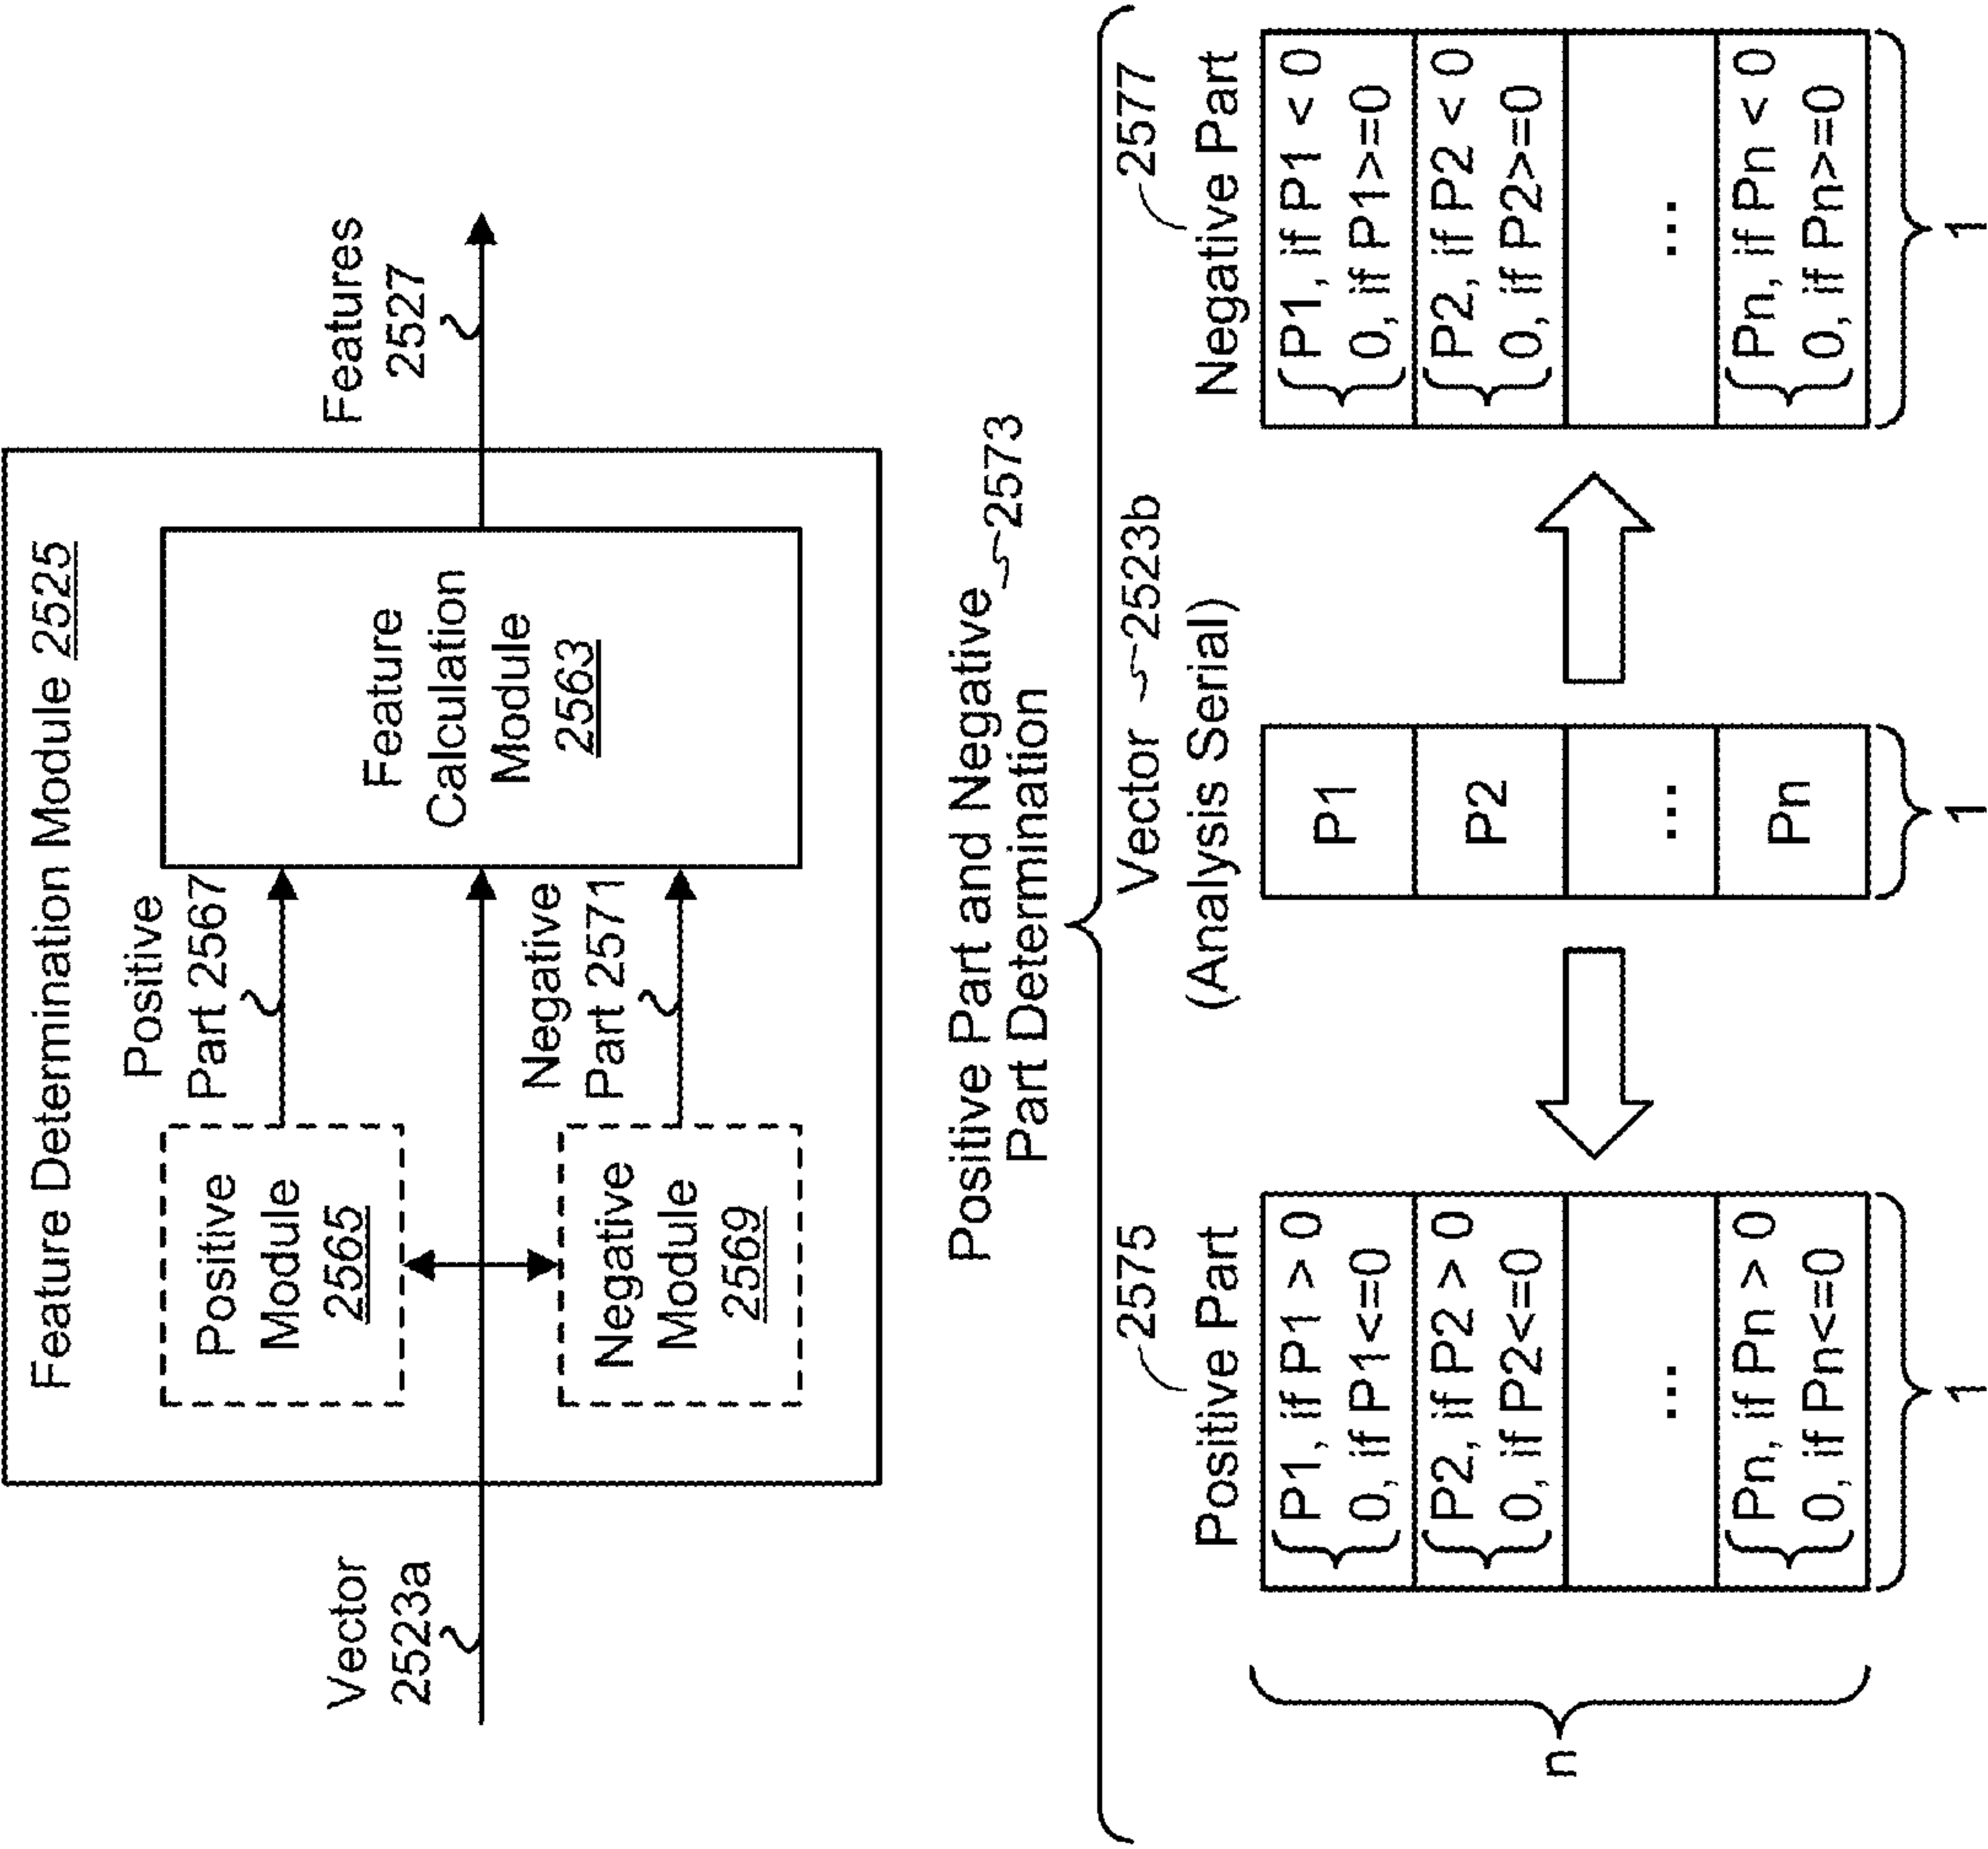 Feature Determination Module 2525
Vector
2523a
Positive
Module
2565
Positive
Part 2567
Negative
Module
2569
Negative
Part 2571
Feature
Calculation
Module
2563
Features
2527
Positive Part and Negative
Part Determination
2573
2575
Positive Part
Vector 2523b
(Analysis Serial)
2577
Negative Part
n
P1, if P1 > 0
0, if P1<=0
P2, if P2 > 0
0, if P2<=0
...
Pn, if Pn > 0
0, if Pn<=0
1
P1
P2
...
Pn
1
P1, if P1 < 0
0, if P1>=0
P2, if P2 < 0
0, if P2>=0
...
Pn, if Pn < 0
0, if Pn>=0
1